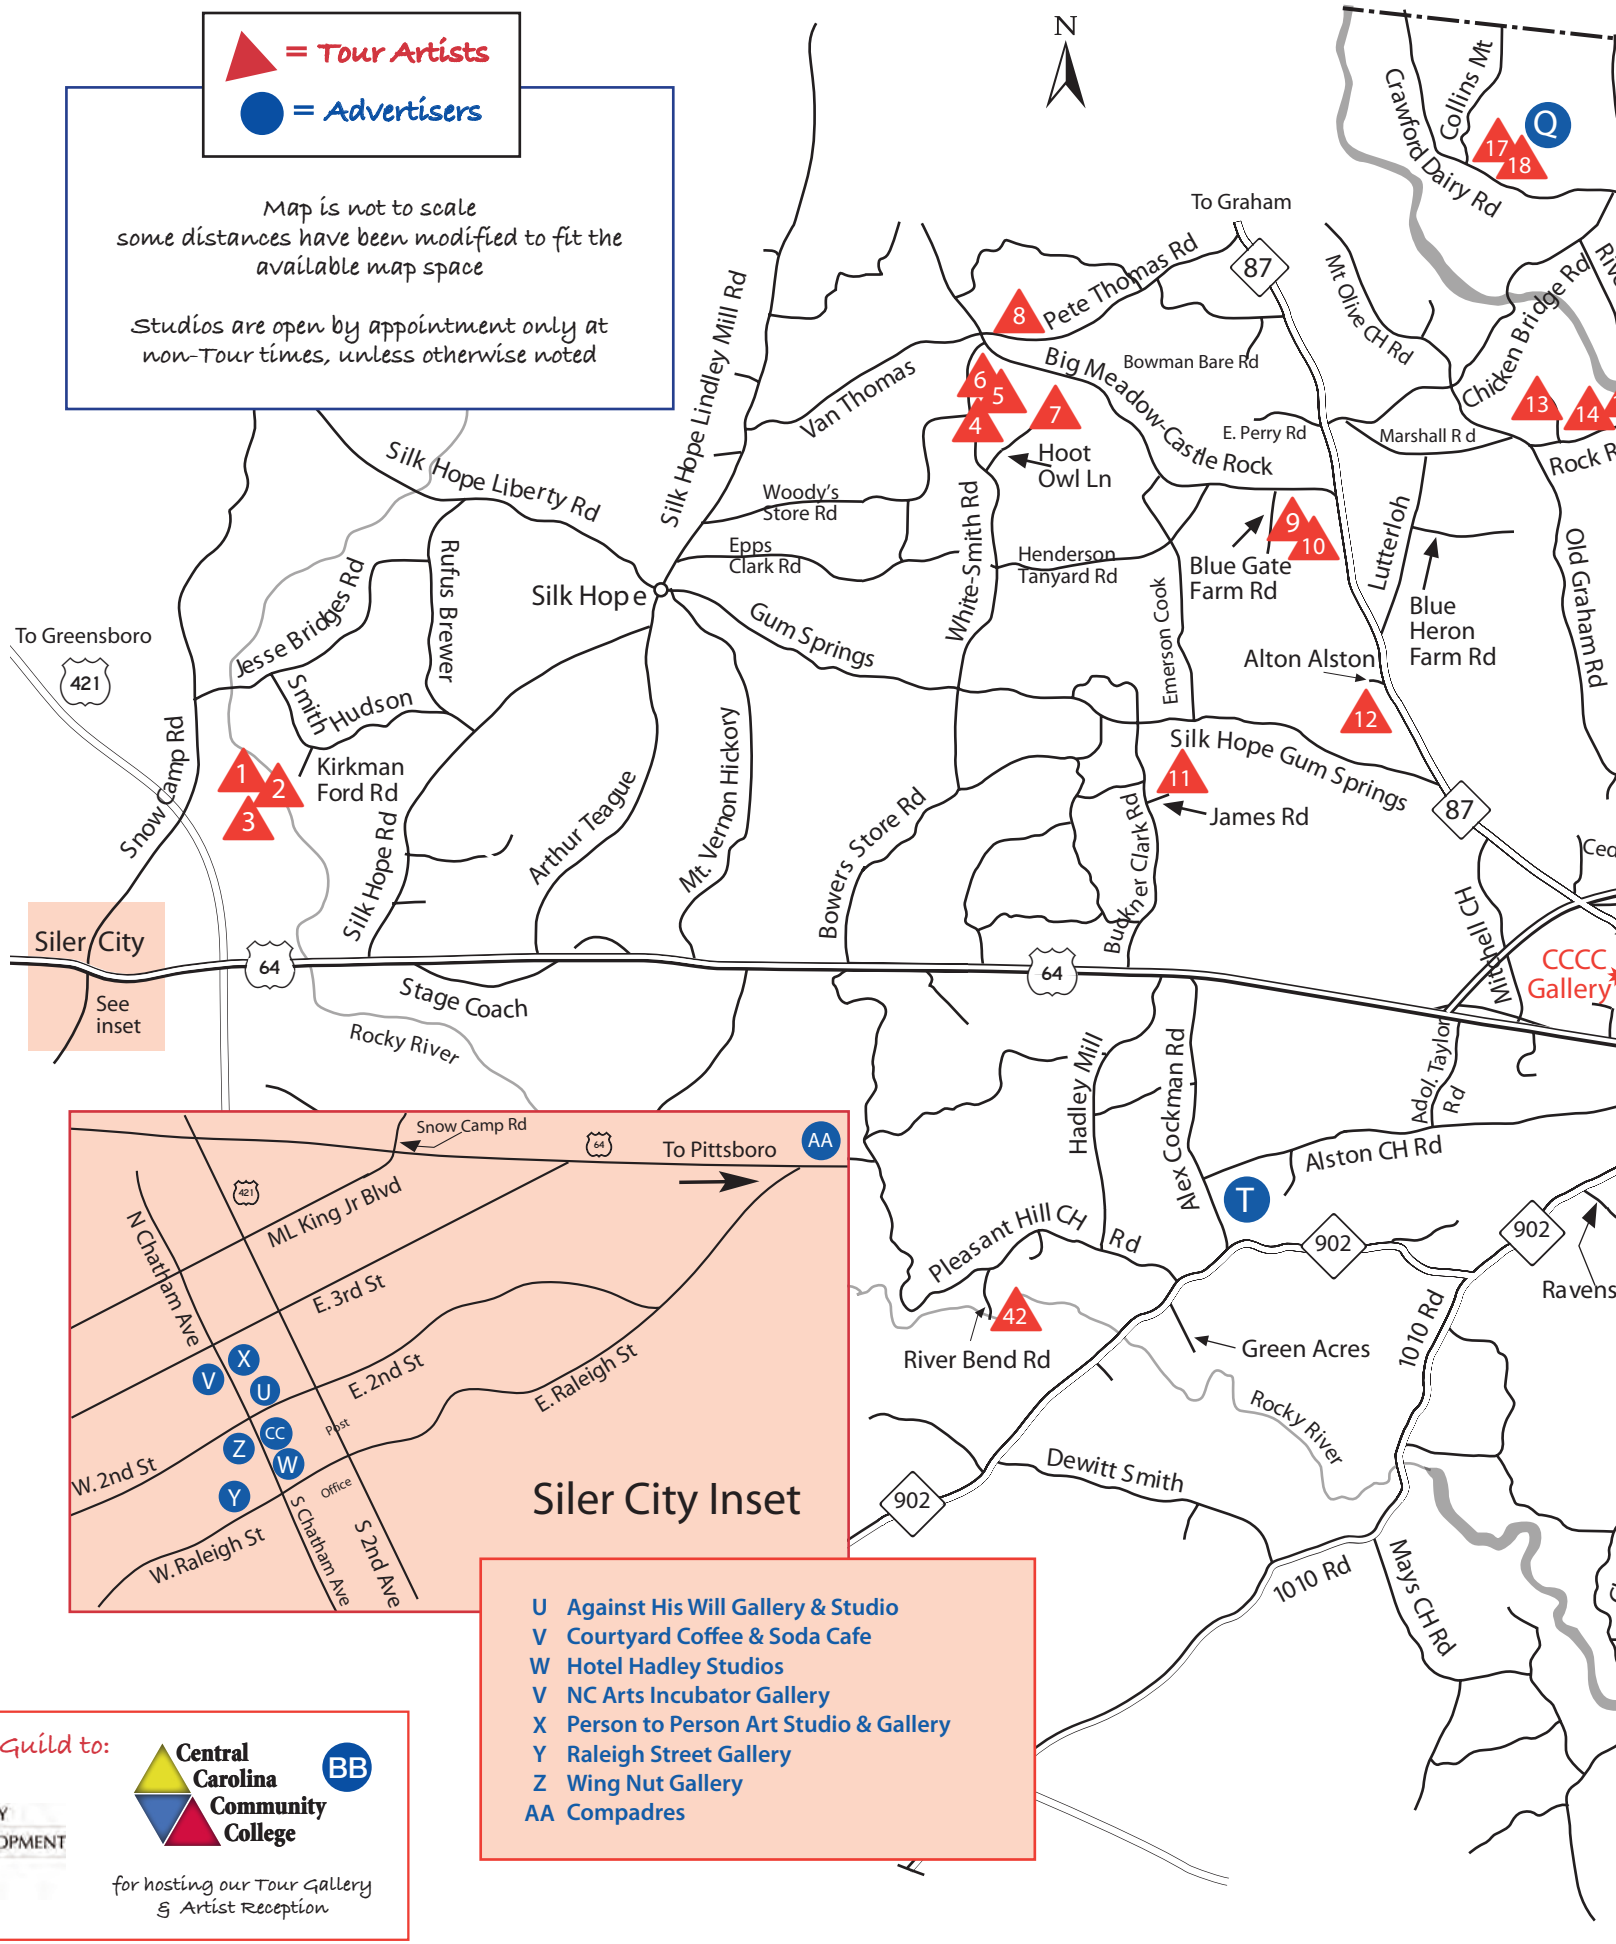 = Tour Artists
= Advertisers
Map is not to scale
some distances have been modified to fit the
available map space
Studios are open by appointment only at
non-Tour times, unless otherwise noted
N
To Graham
87
Pete Thomas Rd
8
Big Meadow-Castle Rock
Bowman Bare Rd
Mt Olive CH Rd
Crawford Dairy Rd
Collins Mt
Q
17
18
Chicken Bridge Rd
13
14
Marshall Rd
E. Perry Rd
Silk Hope Lindley Mill Rd
Van Thomas
6
5
4
7
Hoot
Owl Ln
Silk Hope Liberty Rd
Woody's
Store Rd
Epps
Clark Rd
White-Smith Rd
Henderson
Tanyard Rd
Emerson Cook
9
10
Blue Gate
Farm Rd
Lutterloh
Blue
Heron
Farm Rd
Old Graham Rd
Alton Alston
12
Silk Hope
Gum Springs
Silk Hope Gum Springs
11
James Rd
87
Buckner Clark Rd
Bowers Store Rd
Mt. Vernon Hickory
Arthur Teague
Silk Hope Rd
Rufus Brewer
Jesse Bridges Rd
Smith
Hudson
Kirkman
Ford Rd
1
2
3
To Greensboro
421
Snow Camp Rd
Siler City
See
inset
64
Stage Coach
Rocky River
64
Mitchell CH
CCCC
Gallery
Adol. Taylor
Rd
Hadley Mill
Alex Cockman Rd
Alston CH Rd
T
902
902
Pleasant Hill CH Rd
42
River Bend Rd
Green Acres
1010 Rd
Rocky River
Dewitt Smith
902
1010 Rd
Mays CH Rd
Snow Camp Rd
64
To Pittsboro
AA
421
ML King Jr Blvd
N Chatham Ave
E. 3rd St
X
V
U
E. 2nd St
E. Raleigh St
CC
Z
W
Y
Post
Office
W. 2nd St
W. Raleigh St
S Chatham Ave
S 2nd Ave
Siler City Inset
U Against His Will Gallery & Studio
V Courtyard Coffee & Soda Cafe
W Hotel Hadley Studios
V NC Arts Incubator Gallery
X Person to Person Art Studio & Gallery
Y Raleigh Street Gallery
Z Wing Nut Gallery
AA Compadres
Guild to:
Central
Carolina
Community
College
BB
for hosting our Tour Gallery
& Artist Reception